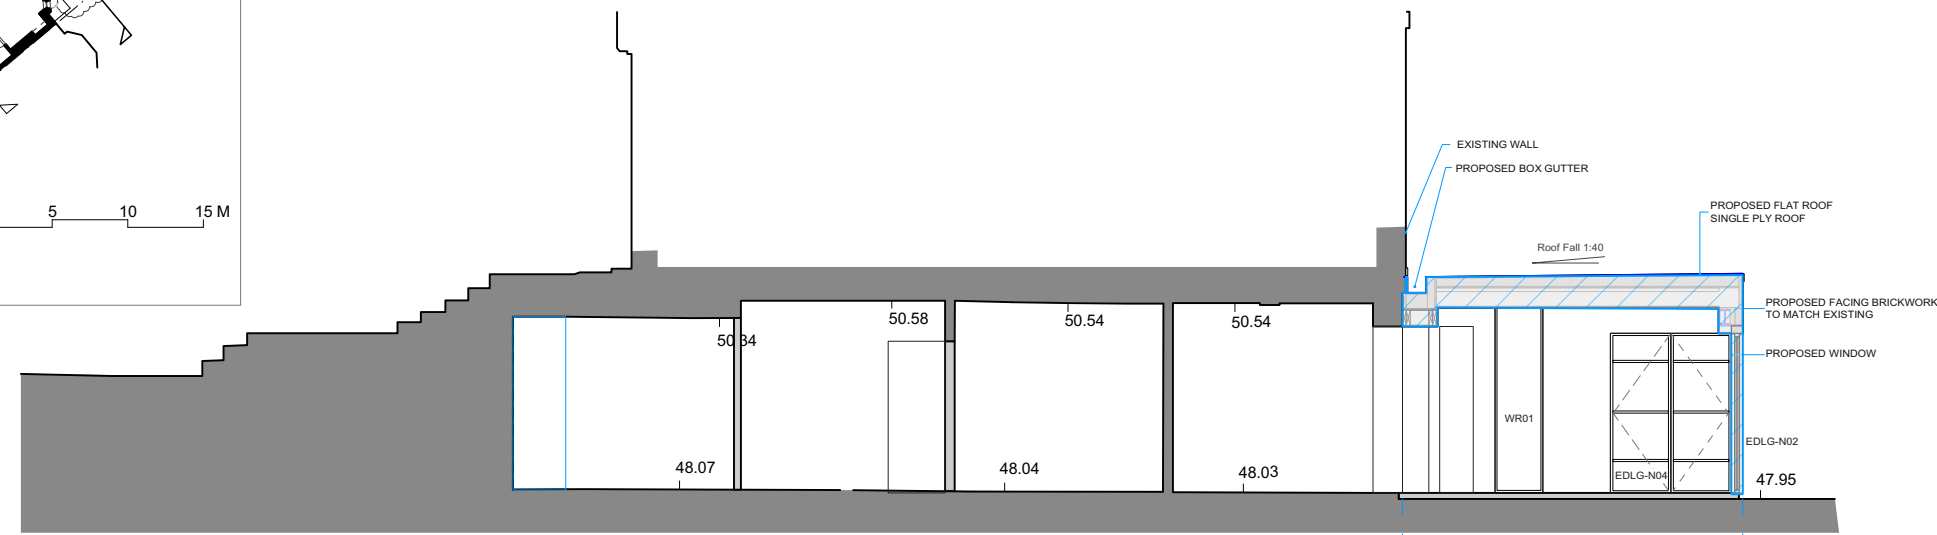 EXISTING WALL
PROPOSED BOX GUTTER
PROPOSED FLAT ROOF
SINGLE PLY ROOF
5 10 15 M
Roof Fall 1:40
PROPOSED FACING BRICKWORK
TO MATCH EXISTING
50.34
50.58
50.54
50.54
PROPOSED WINDOW
WR01
EDLG-N02
48.07
48.04
48.03
EDLG-N04
47.95